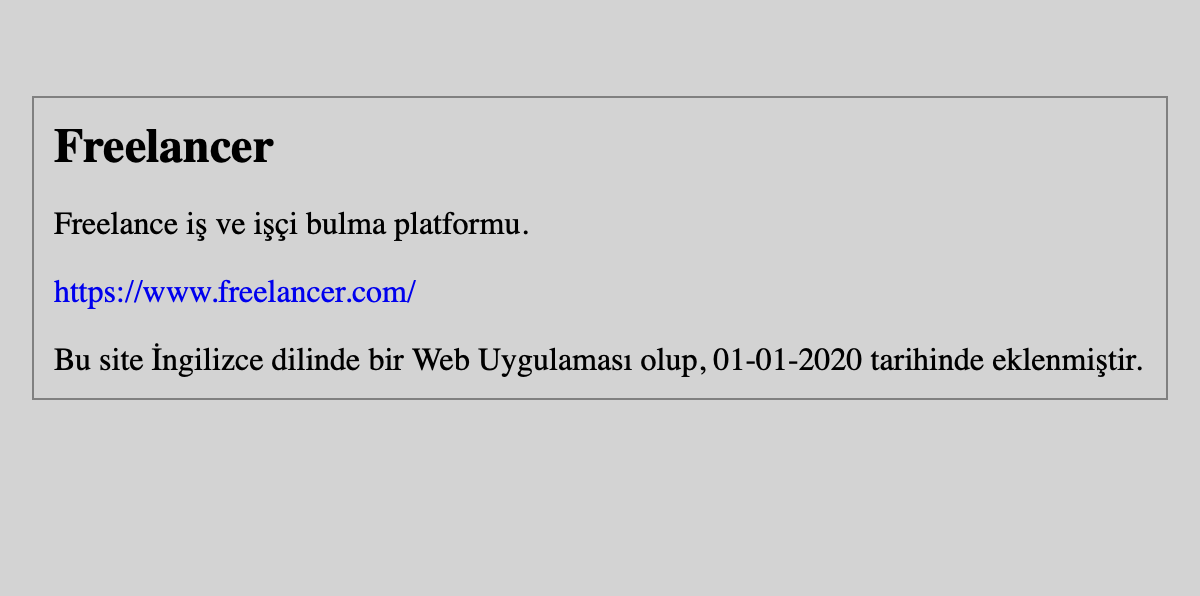 Freelancer
Freelance iş ve işçi bulma platformu.
https://www.freelancer.com/
Bu site İngilizce dilinde bir Web Uygulaması olup, 01-01-2020 tarihinde eklenmiştir.